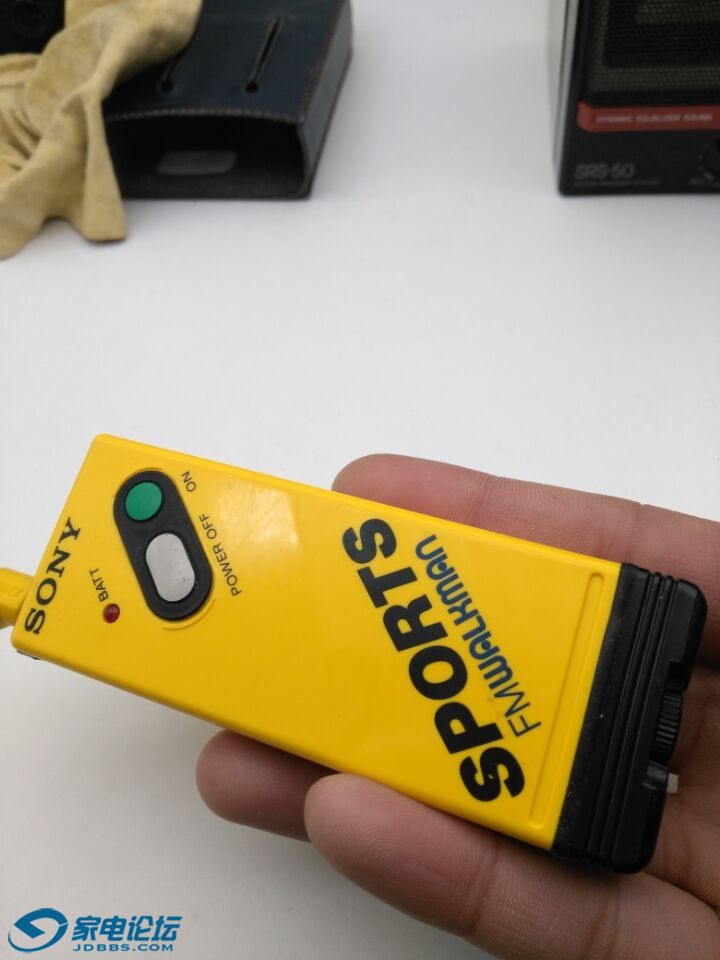 DYNAMIC EQUALIZER SOUND
SRS-50
SONY
BATT
POWER OFF ON
SPORTS
FM WALKMAN
家电论坛
JDBBS.COM